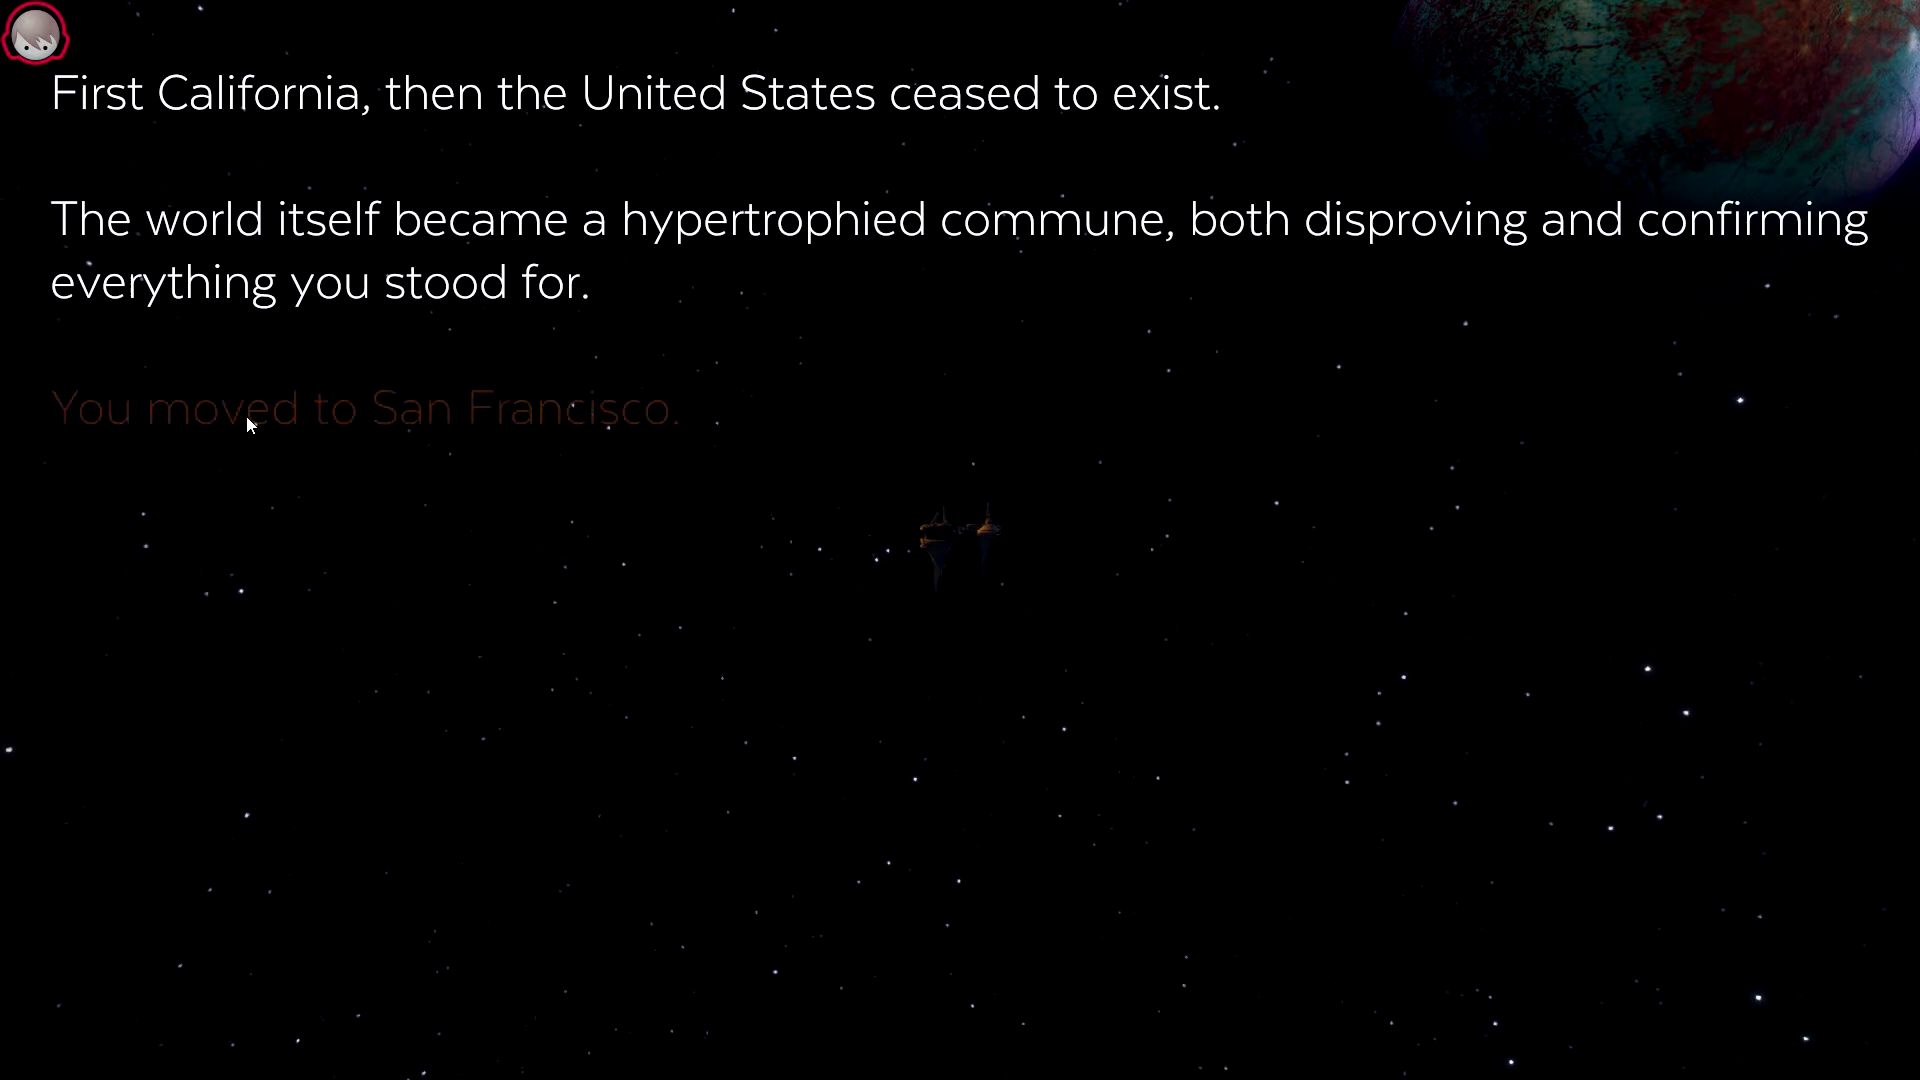 First California, then the United States ceased to exist.
The world itself became a hypertrophied commune, both disproving and confirming
everything you stood for.
You moved to San Francisco.